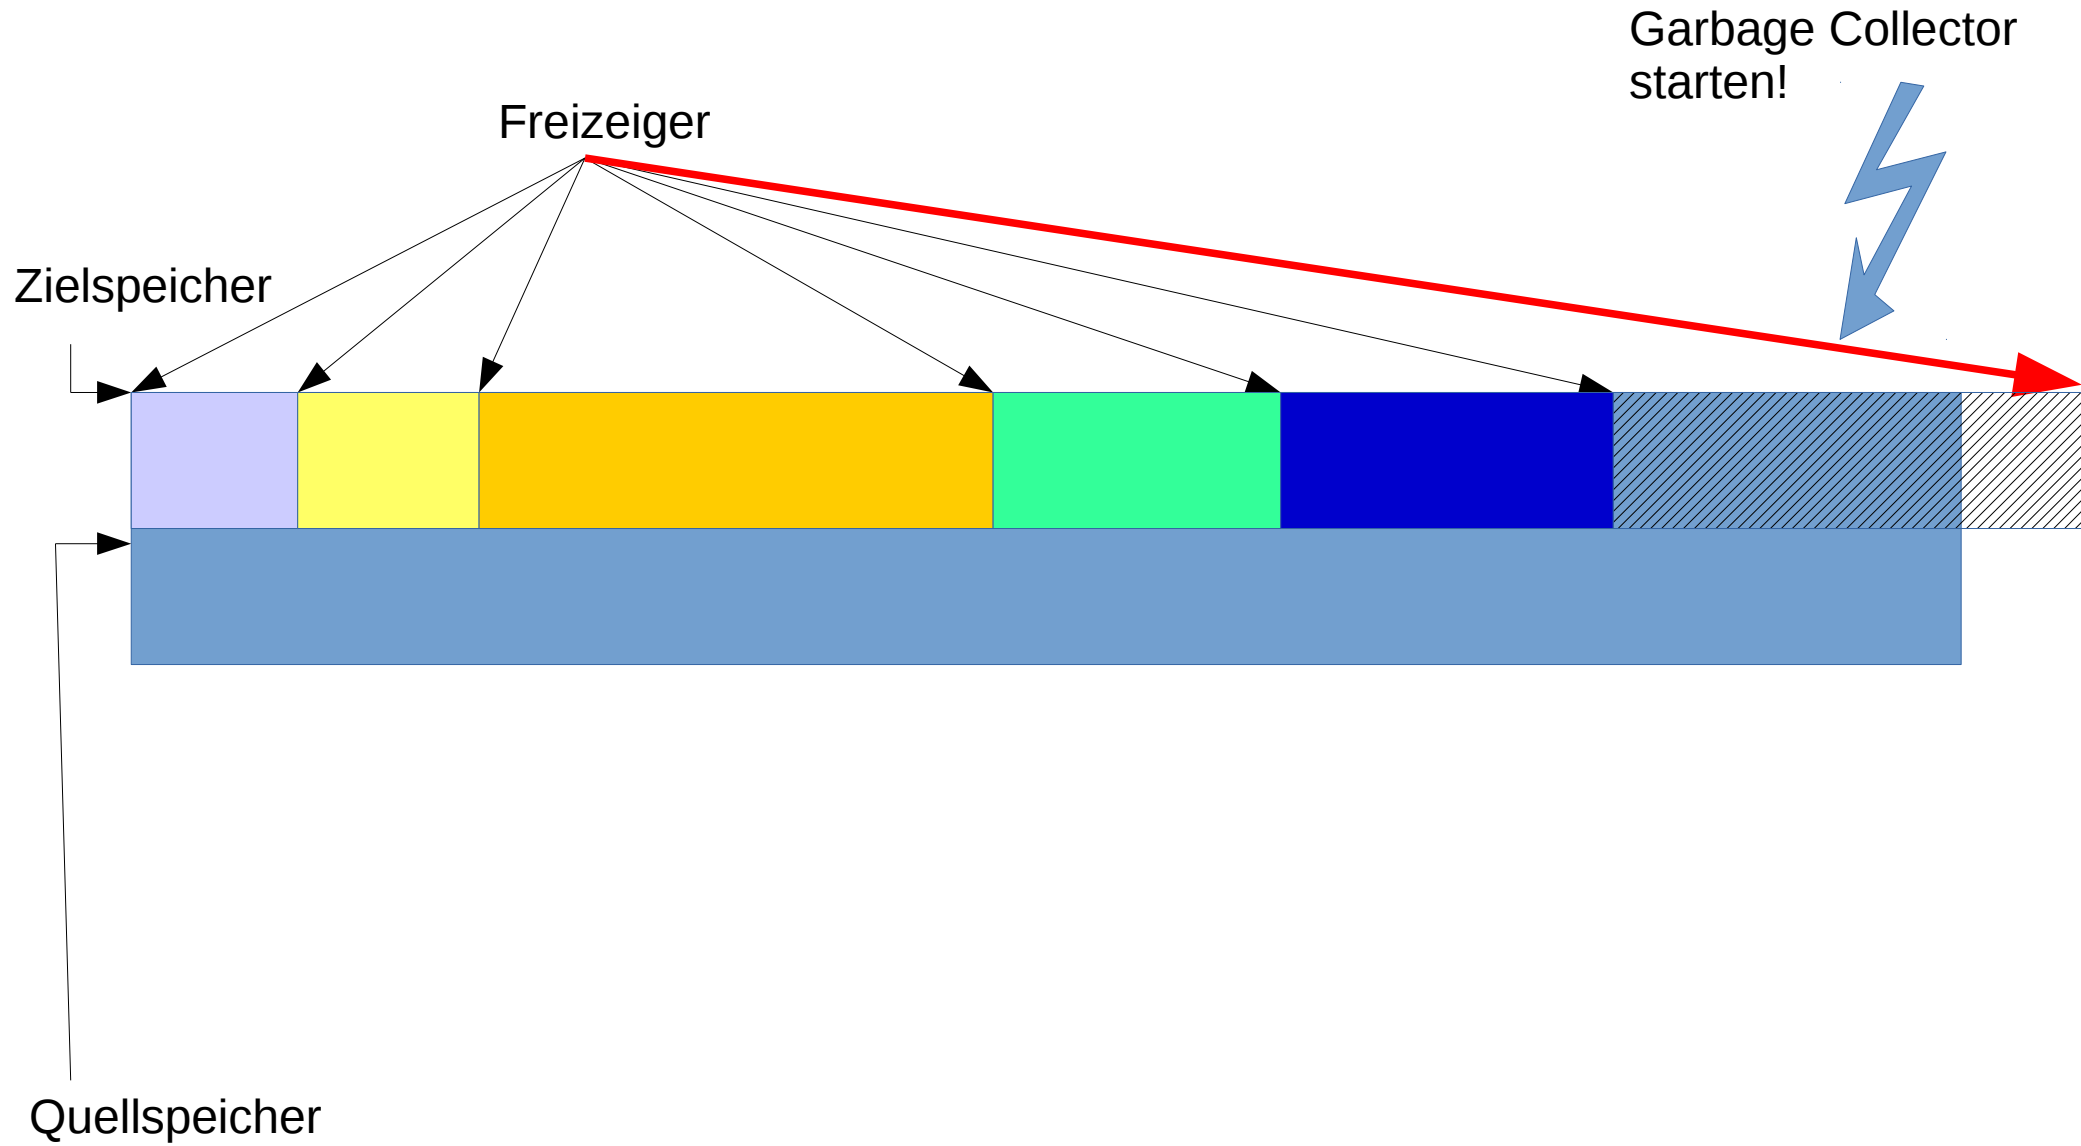 Garbage Collector
starten!
Freizeiger
Zielspeicher
Quellspeicher